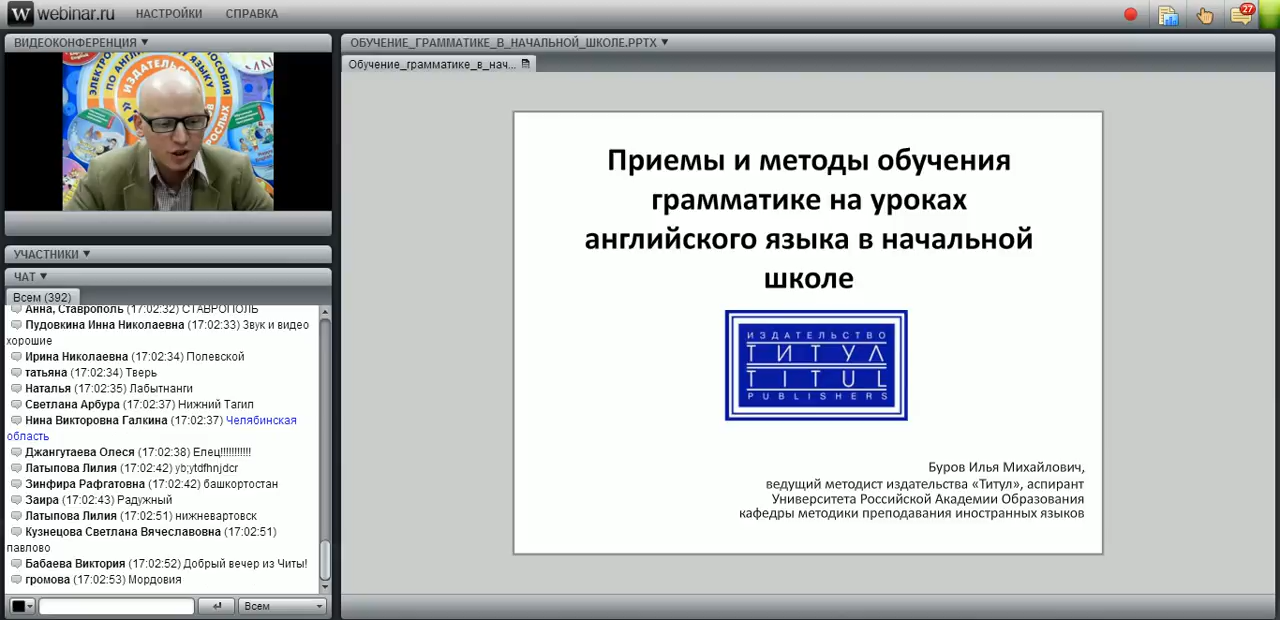 W webinar.ru НАСТРОЙКИ СПРАВКА
27
ВИДЕОКОНФЕРЕНЦИЯ
ИЗДАТЕЛЬСТВО
УЧАСТНИКИ
ЧАТ
Всем (392)
Анна, Ставрополь (17:02:32) СТАВРОПОЛЬ
Пудовкина Инна Николаевна (17:02:33) Звук и видео
хорошие
Ирина Николаевна (17:02:34) Полевской
татьяна (17:02:34) Тверь
Наталья (17:02:35) Лабытнанги
Светлана Арбура (17:02:37) Нижний Тагил
Нина Викторовна Галкина (17:02:37) Челябинская
область
Джангутаева Олеся (17:02:38) Елец!!!!!!!!!!!
Латыпова Лилия (17:02:42) yb;ytdfhnjdcr
Зинфира Рафгатовна (17:02:42) башкортостан
Заира (17:02:43) Радужный
Латыпова Лилия (17:02:51) нижневартовск
Кузнецова Светлана Вячеславовна (17:02:51)
павлово
Бабаева Виктория (17:02:52) Добрый вечер из Читы!
громова (17:02:53) Мордовия
Всем
ОБУЧЕНИЕ_ГРАММАТИКЕ_В_НАЧАЛЬНОЙ_ШКОЛЕ.PPTX
Обучение_грамматике_в_нач...
Приемы и методы обучения
грамматике на уроках
английского языка в начальной
школе
ИЗДАТЕЛЬСТВО
ТИТУЛ
TITUL
PUBLISHERS
Буров Илья Михайлович,
ведущий методист издательства «Титул», аспирант
Университета Российской Академии Образования
кафедры методики преподавания иностранных языков